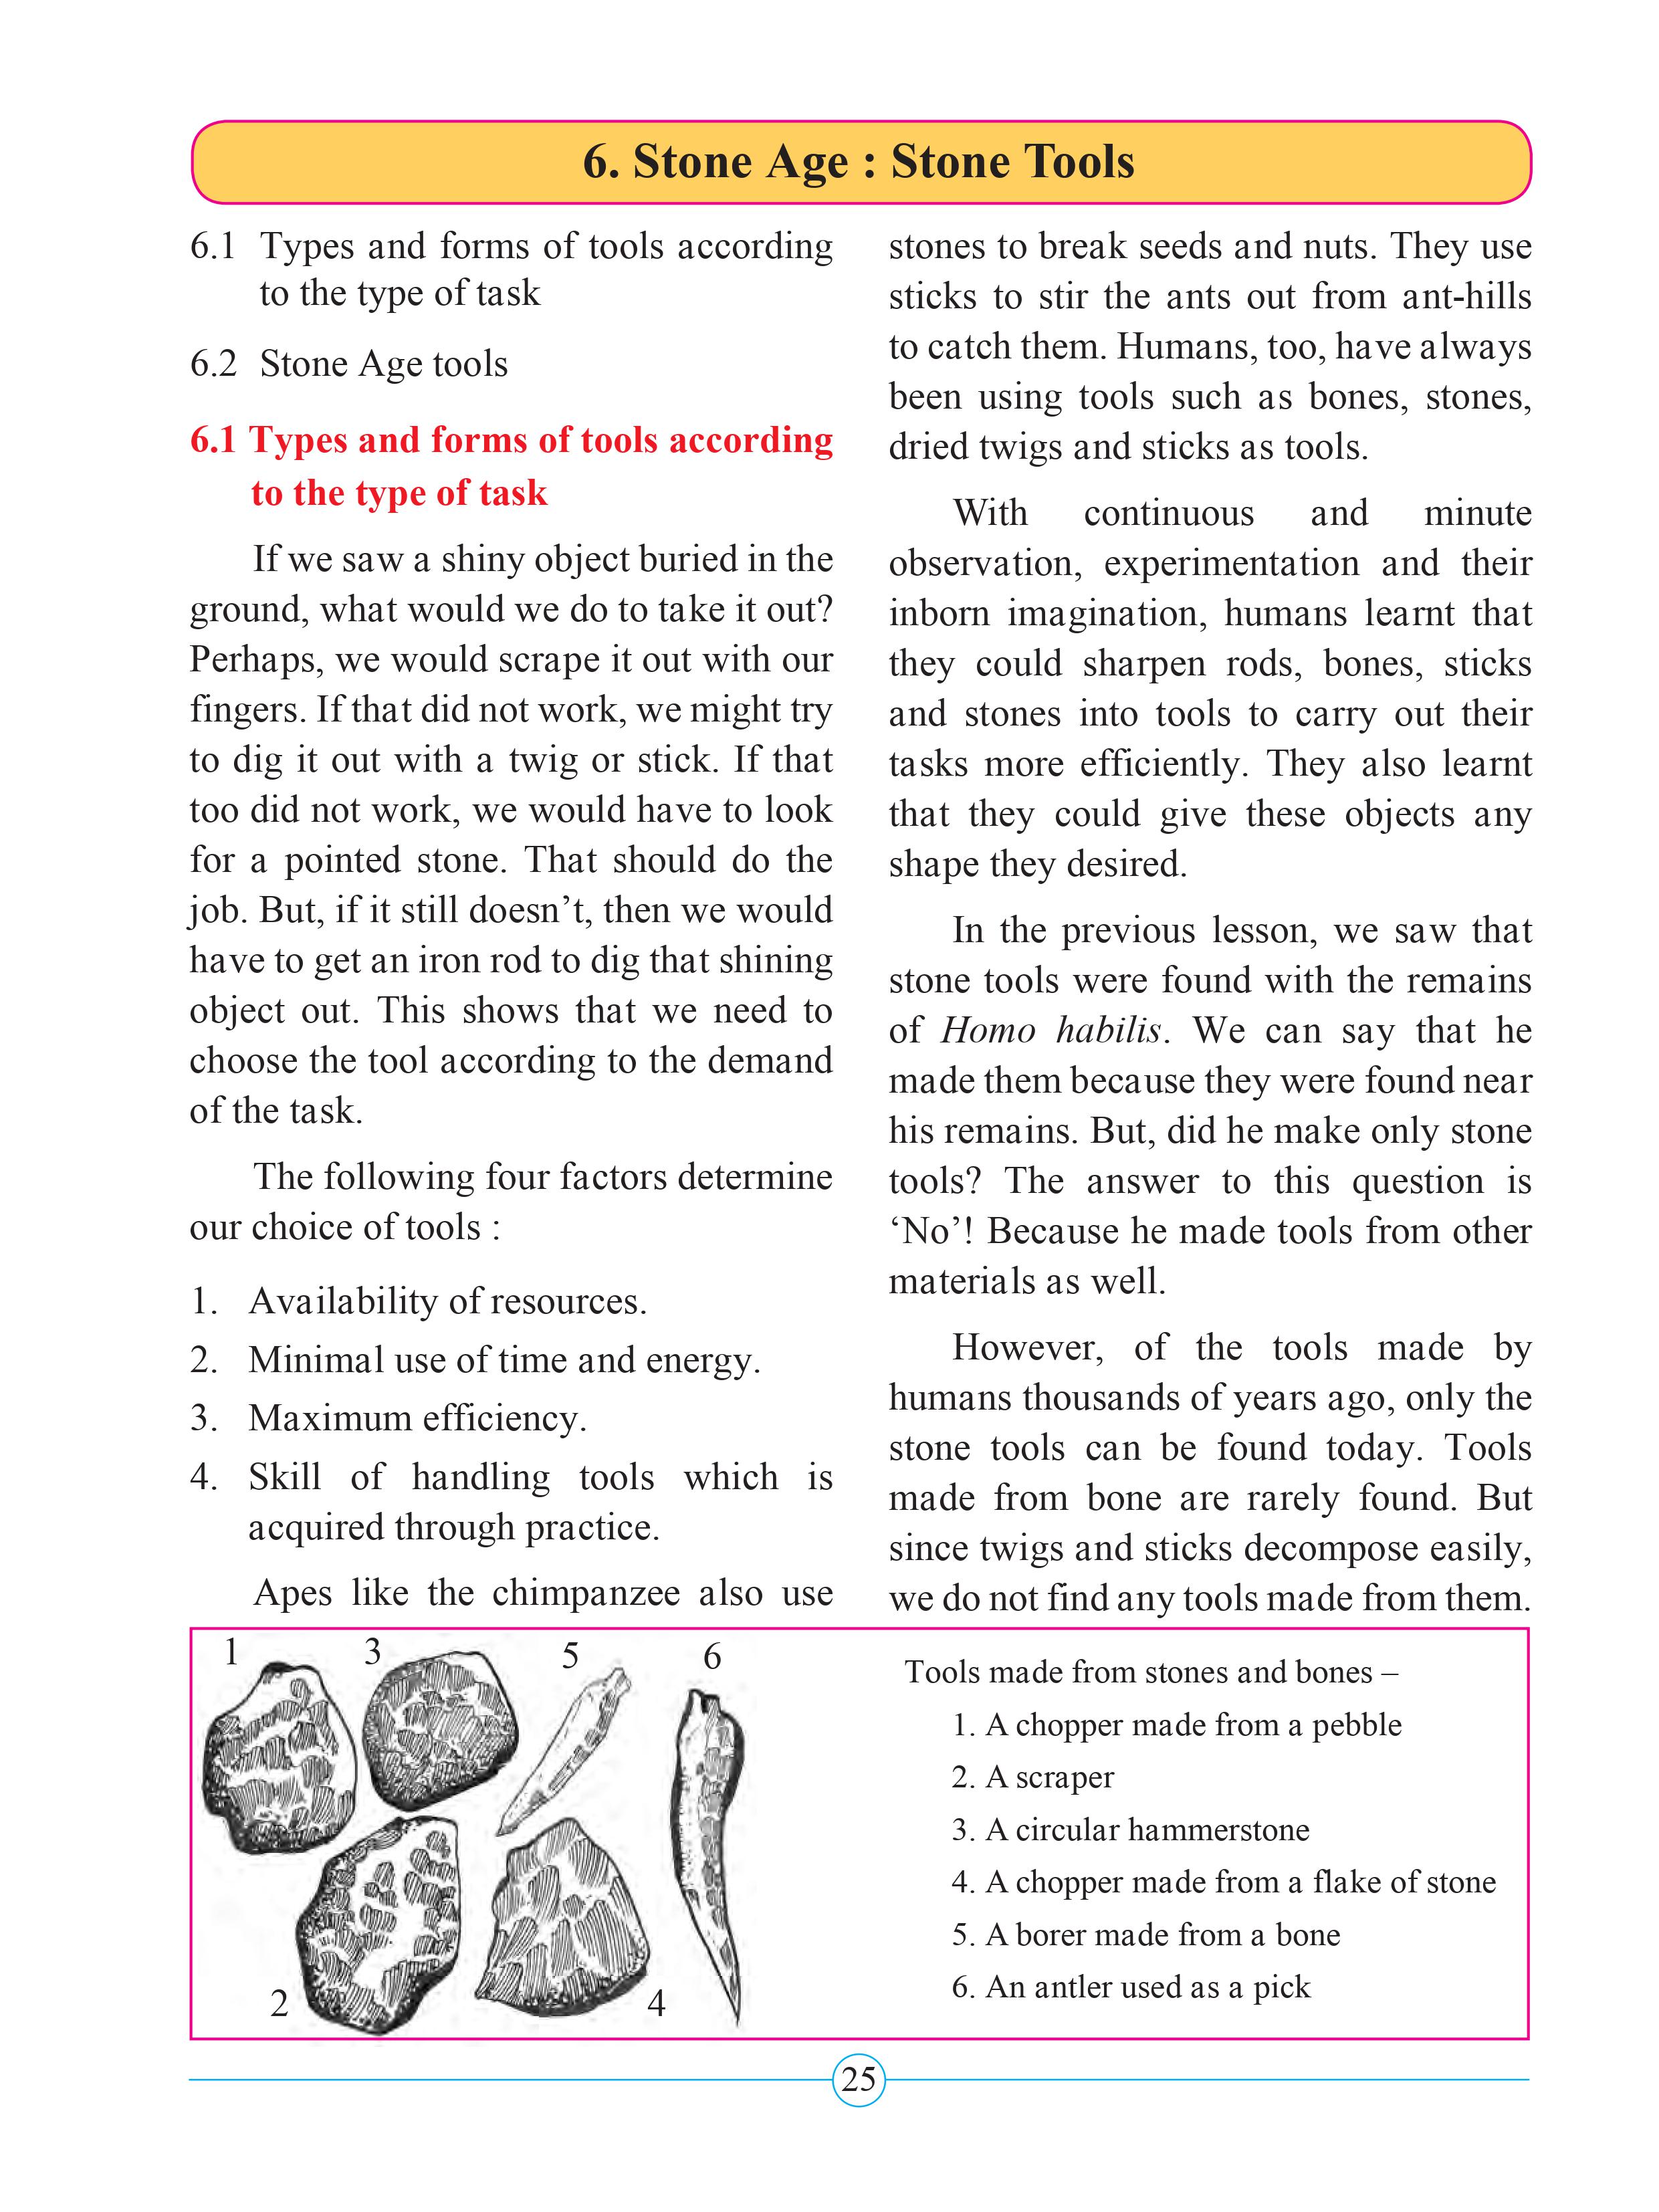 6. Stone Age : Stone Tools
6.1 Types and forms of tools according
to the type of task
6.2 Stone Age tools
6.1 Types and forms of tools according
to the type of task
If we saw a shiny object buried in the
ground, what would we do to take it out?
Perhaps, we would scrape it out with our
fingers. If that did not work, we might try
to dig it out with a twig or stick. If that
too did not work, we would have to look
for a pointed stone. That should do the
job. But, if it still doesn’t, then we would
have to get an iron rod to dig that shining
object out. This shows that we need to
choose the tool according to the demand
of the task.
The following four factors determine
our choice of tools :
1. Availability of resources.
2. Minimal use of time and energy.
3. Maximum efficiency.
4. Skill of handling tools which is
acquired through practice.
Apes like the chimpanzee also use
stones to break seeds and nuts. They use
sticks to stir the ants out from ant-hills
to catch them. Humans, too, have always
been using tools such as bones, stones,
dried twigs and sticks as tools.
With continuous and minute
observation, experimentation and their
inborn imagination, humans learnt that
they could sharpen rods, bones, sticks
and stones into tools to carry out their
tasks more efficiently. They also learnt
that they could give these objects any
shape they desired.
In the previous lesson, we saw that
stone tools were found with the remains
of Homo habilis. We can say that he
made them because they were found near
his remains. But, did he make only stone
tools? The answer to this question is
‘No’! Because he made tools from other
materials as well.
However, of the tools made by
humans thousands of years ago, only the
stone tools can be found today. Tools
made from bone are rarely found. But
since twigs and sticks decompose easily,
we do not find any tools made from them.
1
3
5
6
2
4
Tools made from stones and bones –
1. A chopper made from a pebble
2. A scraper
3. A circular hammerstone
4. A chopper made from a flake of stone
5. A borer made from a bone
6. An antler used as a pick
25